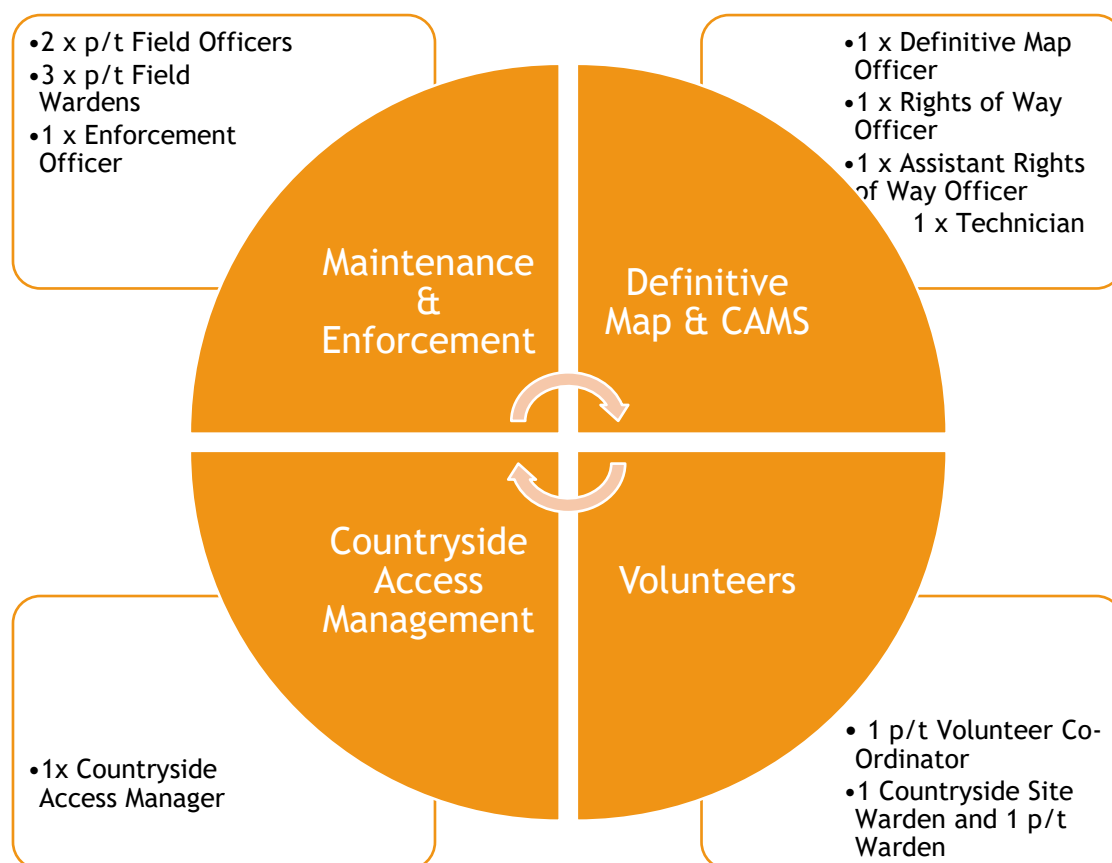 •2 x p/t Field Officers
•3 x p/t Field
Wardens
•1 x Enforcement
Officer
•1 x Definitive Map
Officer
•1 x Rights of Way
Officer
•1 x Assistant Rights
of Way Officer
1 x Technician
Maintenance
&
Enforcement
Definitive
Map & CAMS
Countryside
Access
Management
Volunteers
•1x Countryside
Access Manager
• 1 p/t Volunteer Co-
Ordinator
•1 Countryside Site
Warden and 1 p/t
Warden